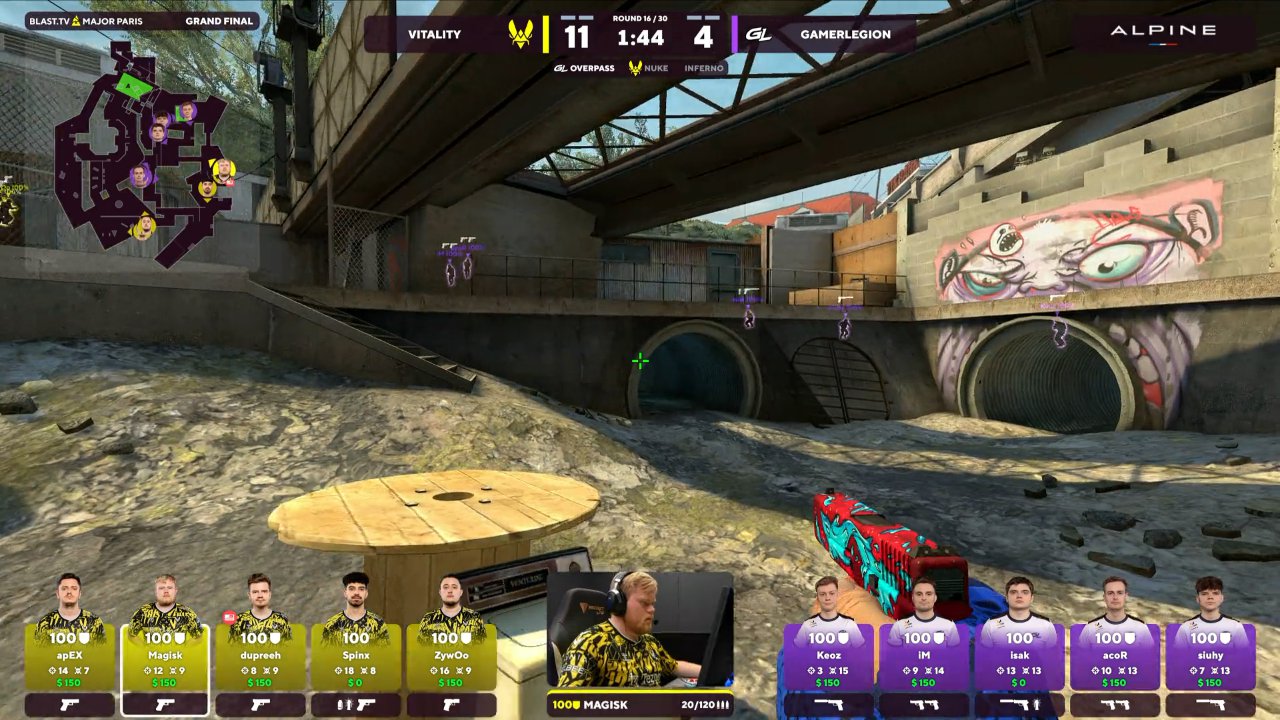 BLAST.TV MAJOR PARIS GRAND FINAL
VITALITY 11 ROUND 16 / 30 1:44 4 GL GAMERLEGION
ALPINE
GL OVERPASS NUKE INFERNO
100 100 100 100 100 100 100 100 100 100
apEX Magisk dupreeh Spinx ZywOo Keoz iM isak acoR siuhy
14 7 12 9 8 9 18 8 16 9 3 15 9 14 13 13 10 13 7 13
$150 $150 $150 $0 $150 $150 $150 $0 $150 $150
100 MAGISK 20/120